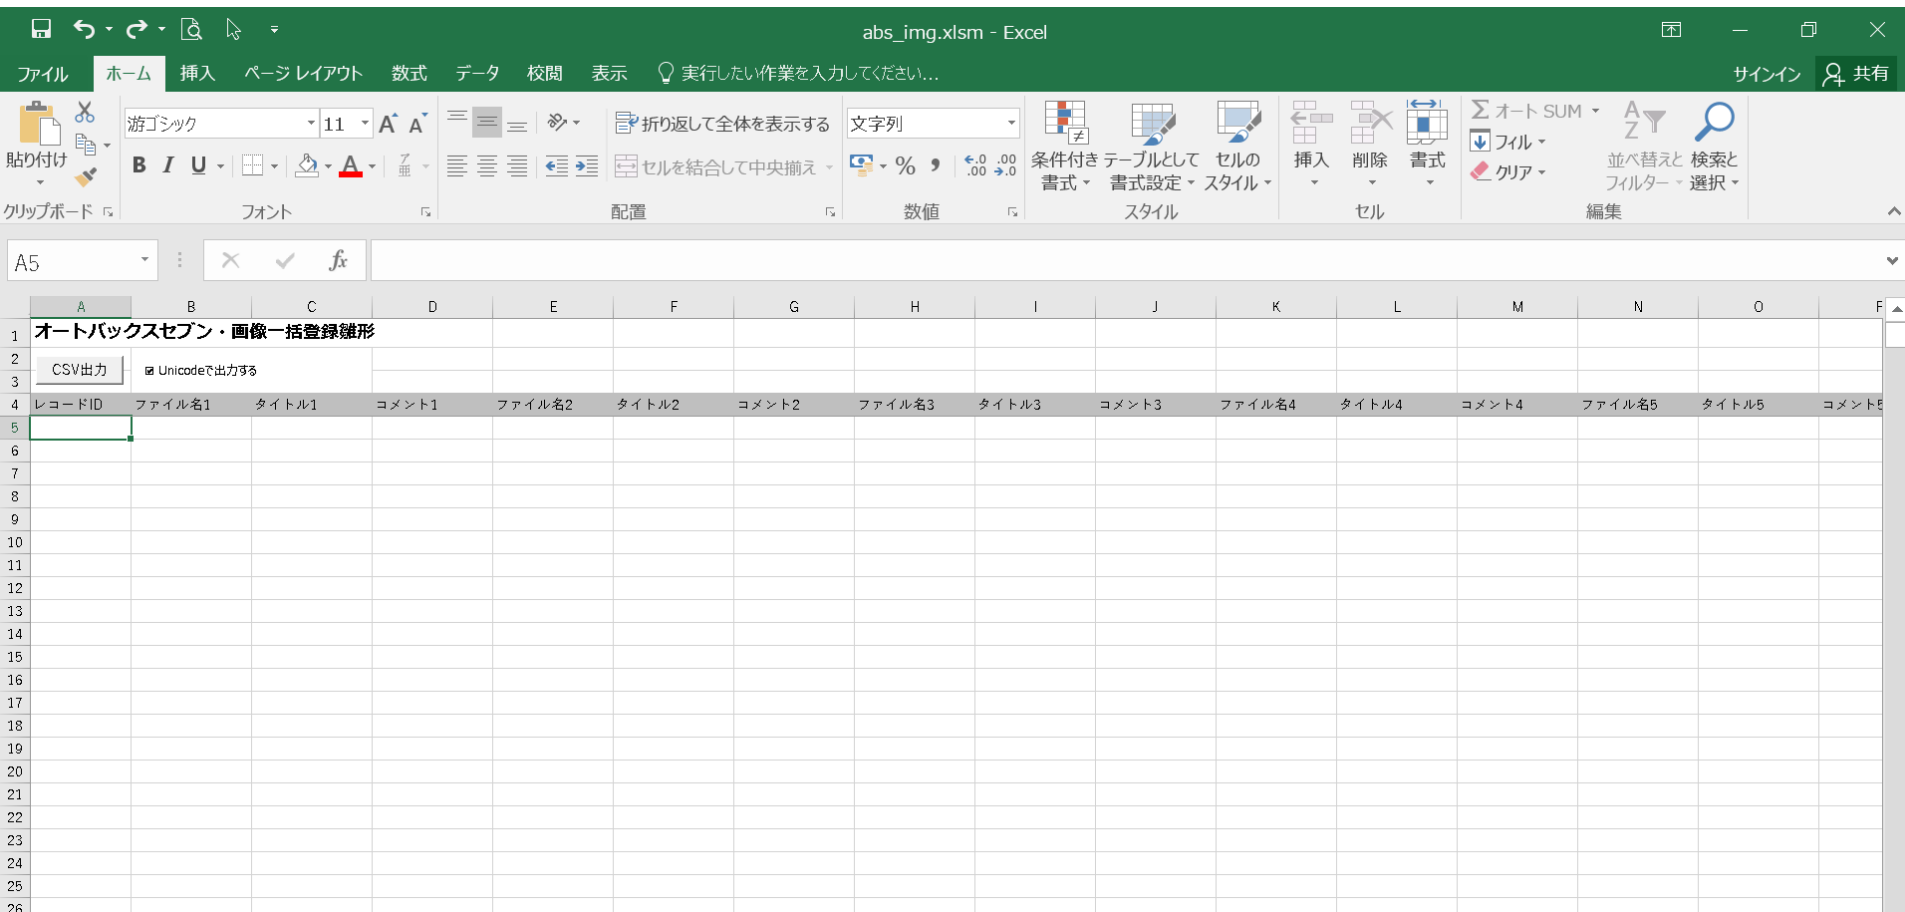 abs_img.xlsm - Excel
ファイル ホーム 挿入 ページ レイアウト 数式 データ 校閲 表示 実行したい作業を入力してください... サインイン 共有
貼り付け
クリップボード
游ゴシック 11
B I U A
フォント
折り返して全体を表示する
セルを結合して中央揃え
配置
文字列
% , .0 .00 .00 .0
数値
条件付き書式
テーブルとして書式設定
セルのスタイル
スタイル
挿入 削除 書式
セル
Σ オート SUM
フィル
クリア
並べ替えとフィルター
検索と選択
編集
A5 fx
A B C D E F G H I J K L M N O
1 オートバックスセブン・画像一括登録雛形
2
CSV出力 Unicodeで出力する
3
4 レコードID ファイル名1 タイトル1 コメント1 ファイル名2 タイトル2 コメント2 ファイル名3 タイトル3 コメント3 ファイル名4 タイトル4 コメント4 ファイル名5 タイトル5 コメント5
5
6
7
8
9
10
11
12
13
14
15
16
17
18
19
20
21
22
23
24
25
26